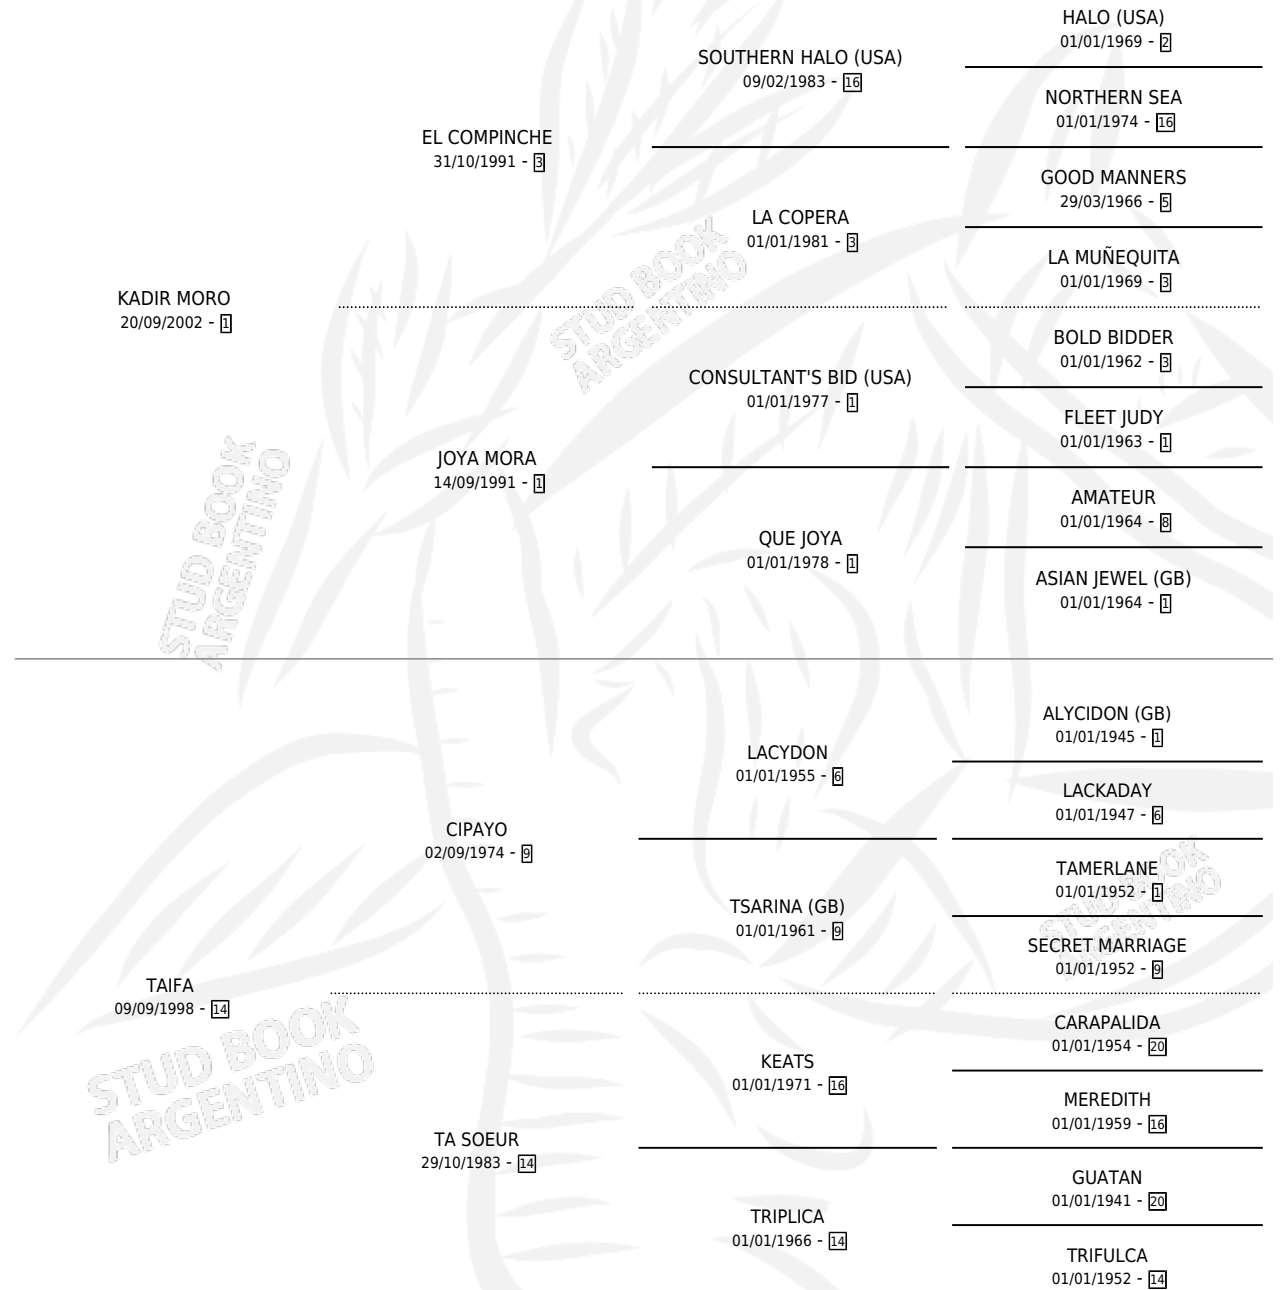 HALO (USA)
01/01/1969 - 2
SOUTHERN HALO (USA)
09/02/1983 - 16
NORTHERN SEA
01/01/1974 - 16
EL COMPINCHE
31/10/1991 - 3
GOOD MANNERS
29/03/1966 - 5
LA COPERA
01/01/1981 - 3
LA MUÑEQUITA
01/01/1969 - 3
KADIR MORO
20/09/2002 - 1
STUD BOOK
ARGENTINO
BOLD BIDDER
01/01/1962 - 3
CONSULTANT'S BID (USA)
01/01/1977 - 1
FLEET JUDY
01/01/1963 - 1
JOYA MORA
14/09/1991 - 1
AMATEUR
01/01/1964 - 8
QUE JOYA
01/01/1978 - 1
ASIAN JEWEL (GB)
01/01/1964 - 1
STUD BOOK
ARGENTINO
ALYCIDON (GB)
01/01/1945 - 1
LACYDON
01/01/1955 - 6
LACKADAY
01/01/1947 - 6
CIPAYO
02/09/1974 - 9
TAMERLANE
01/01/1952 - 1
TSARINA (GB)
01/01/1961 - 9
STUD BOOK
ARGENTINO
SECRET MARRIAGE
01/01/1952 - 9
TAIFA
09/09/1998 - 14
STUD BOOK
ARGENTINO
CARAPALIDA
01/01/1954 - 20
KEATS
01/01/1971 - 16
MEREDITH
01/01/1959 - 16
TA SOEUR
29/10/1983 - 14
GUATAN
01/01/1941 - 20
TRIPLICA
01/01/1966 - 14
TRIFULCA
01/01/1952 - 14